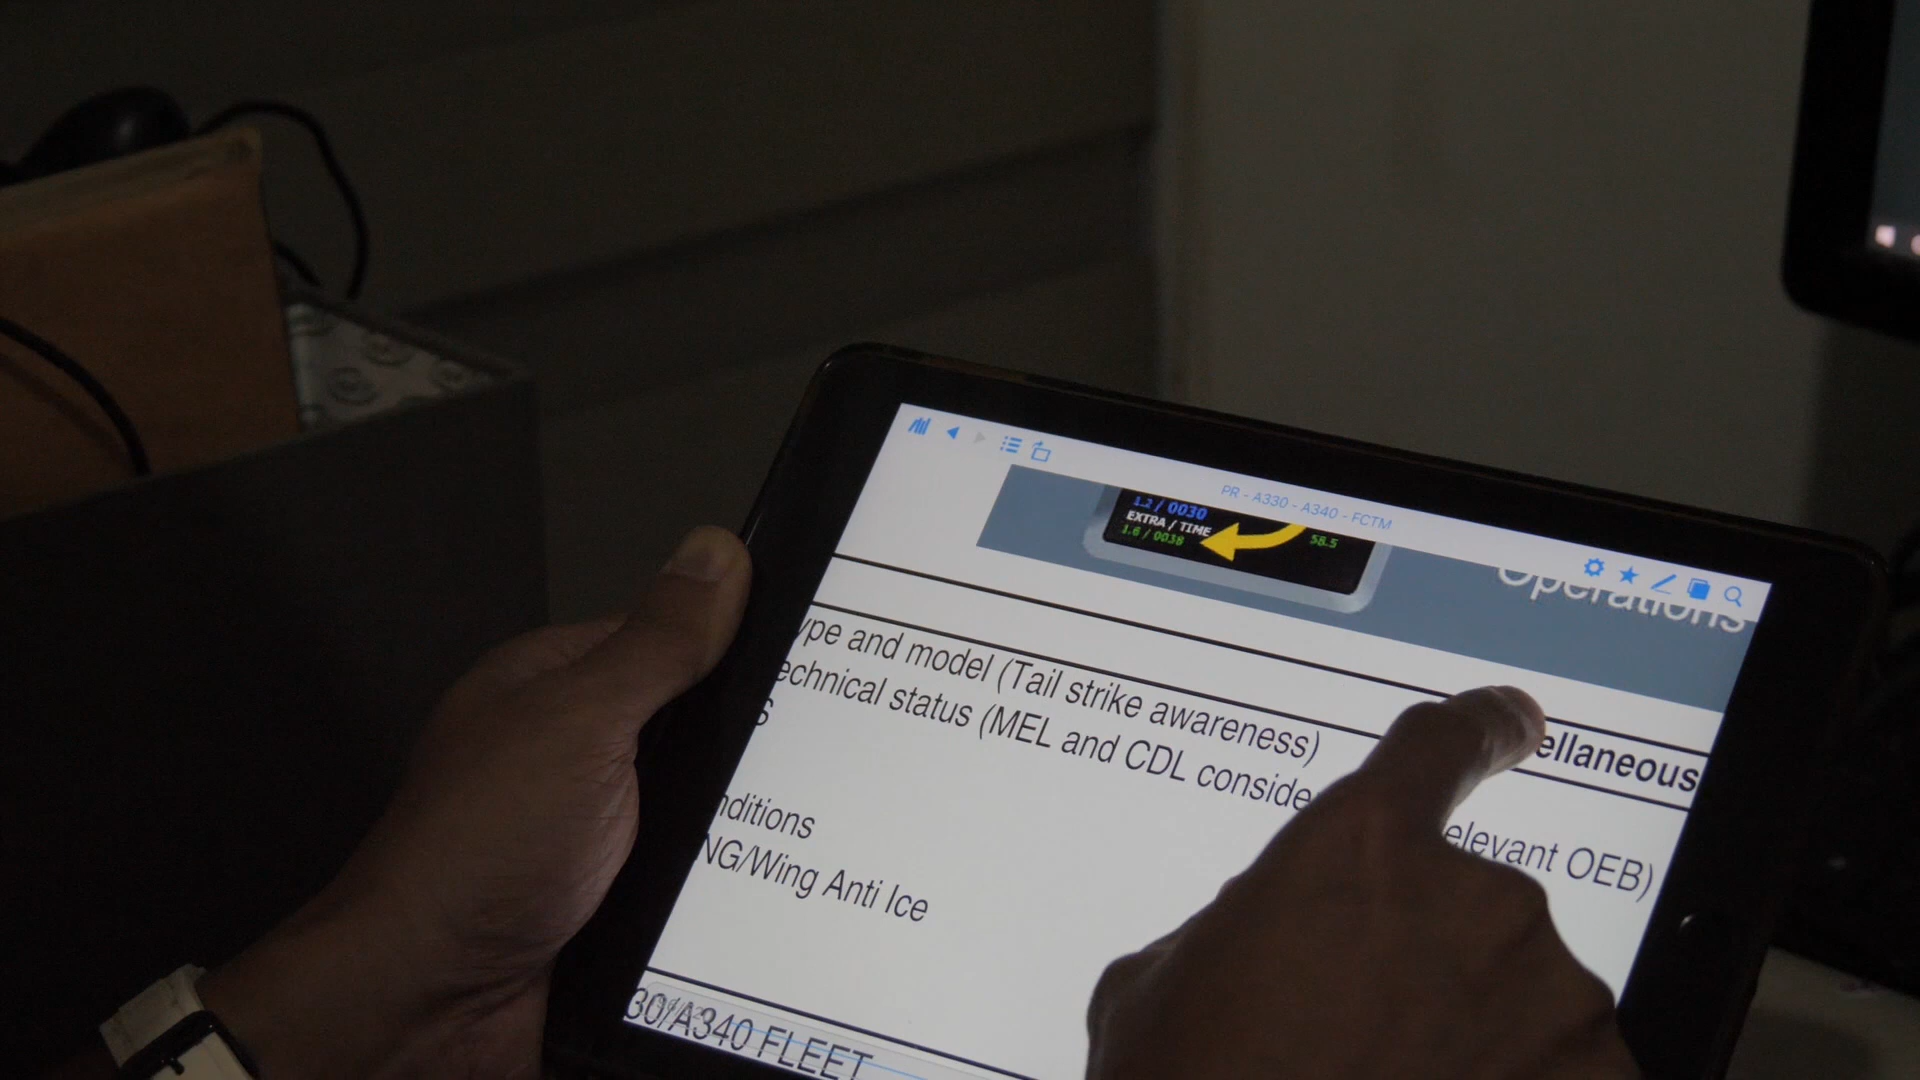 PR - A330 - A340 - FCTM
1.2 / 0030
EXTRA / TIME
1.6 / 0038
58.5
Operations
ellaneous
ype and model (Tail strike awareness)
echnical status (MEL and CDL conside elevant OEB)
S
nditions
NG/Wing Anti Ice
30/A340 FLEET